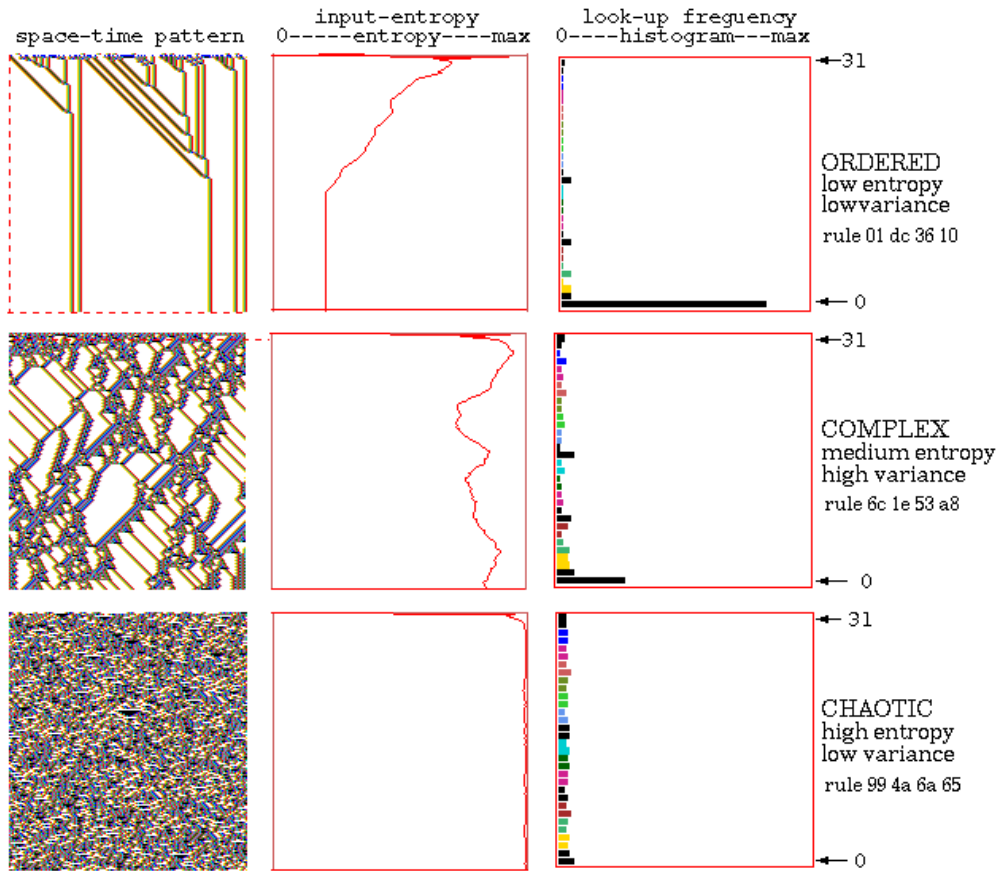 space-time pattern
input-entropy
0------entropy----max
look-up freguency
0----histogram---max
31
ORDERED
low entropy
lowvariance
rule 01 dc 36 10
0
31
COMPLEX
medium entropy
high variance
rule 6c 1e 53 a8
0
31
CHAOTIC
high entropy
low variance
rule 99 4a 6a 65
0